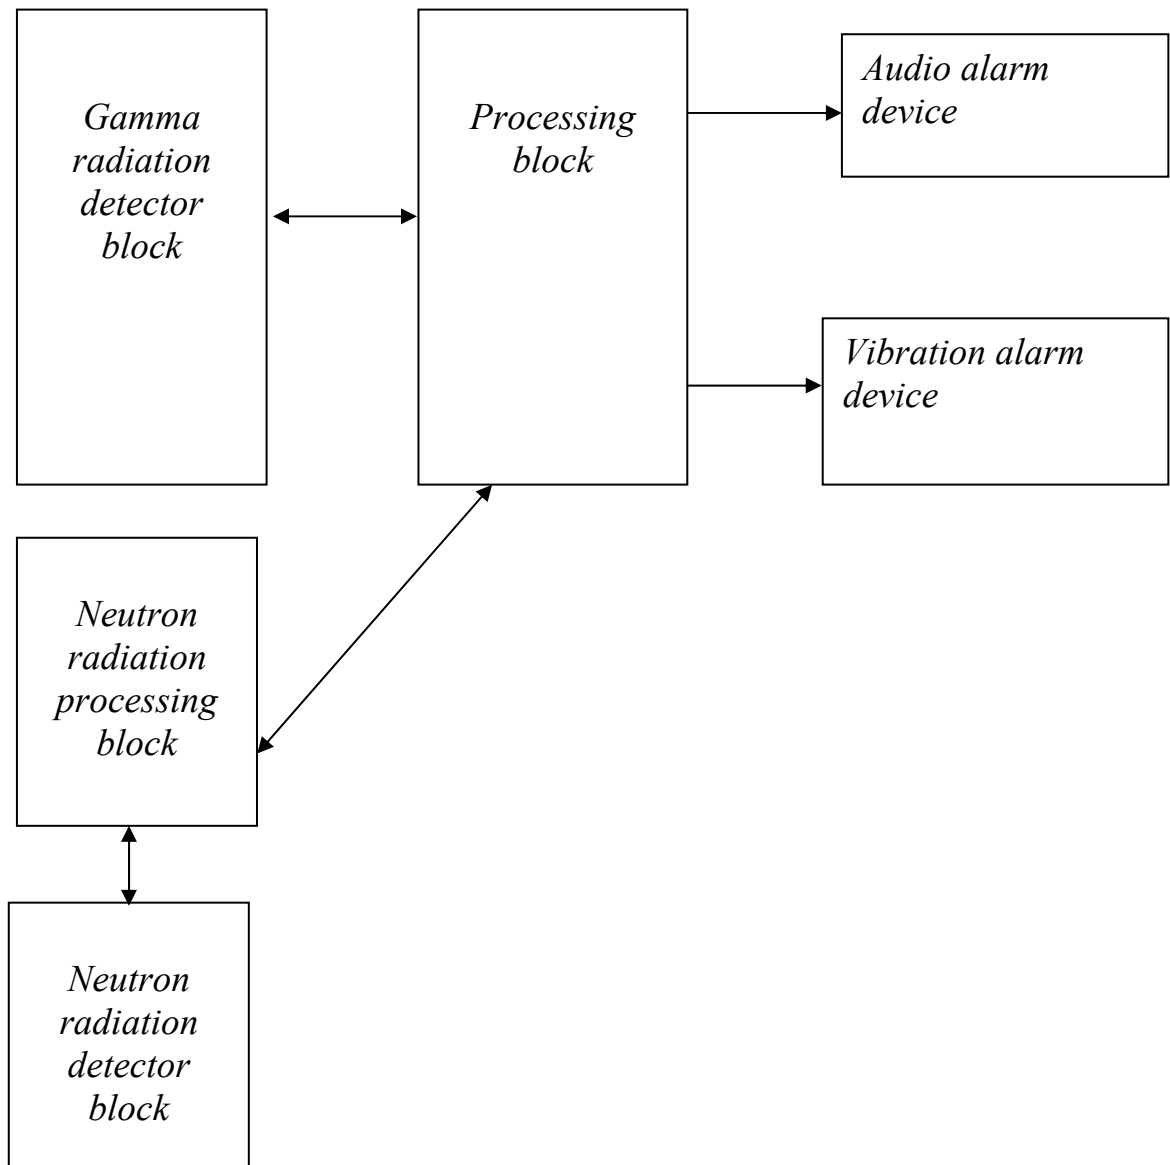 Gamma
radiation
detector
block
Processing
block
Audio alarm
device
Vibration alarm
device
Neutron
radiation
processing
block
Neutron
radiation
detector
block